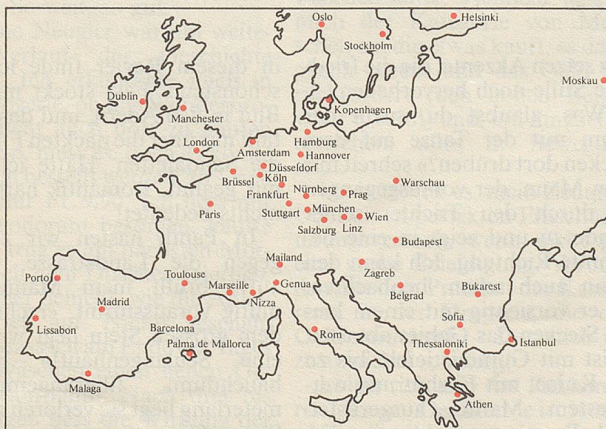 Oslo
Helsinki
Stockholm
Moskau
Dublin
Kopenhagen
Manchester
Hamburg
London
Amsterdam
Hannover
Düsseldorf
Brüssel
Köln
Warschau
Frankfurt
Nürnberg
Prag
Paris
Stuttgart
München
Wien
Salzburg
Linz
Budapest
Mailand
Zagreb
Toulouse
Marseille
Genua
Belgrad
Bukarest
Porto
Nizza
Madrid
Sofia
Lissabon
Barcelona
Rom
Thessaloniki
Istanbul
Palma de Mallorca
Malaga
Athen